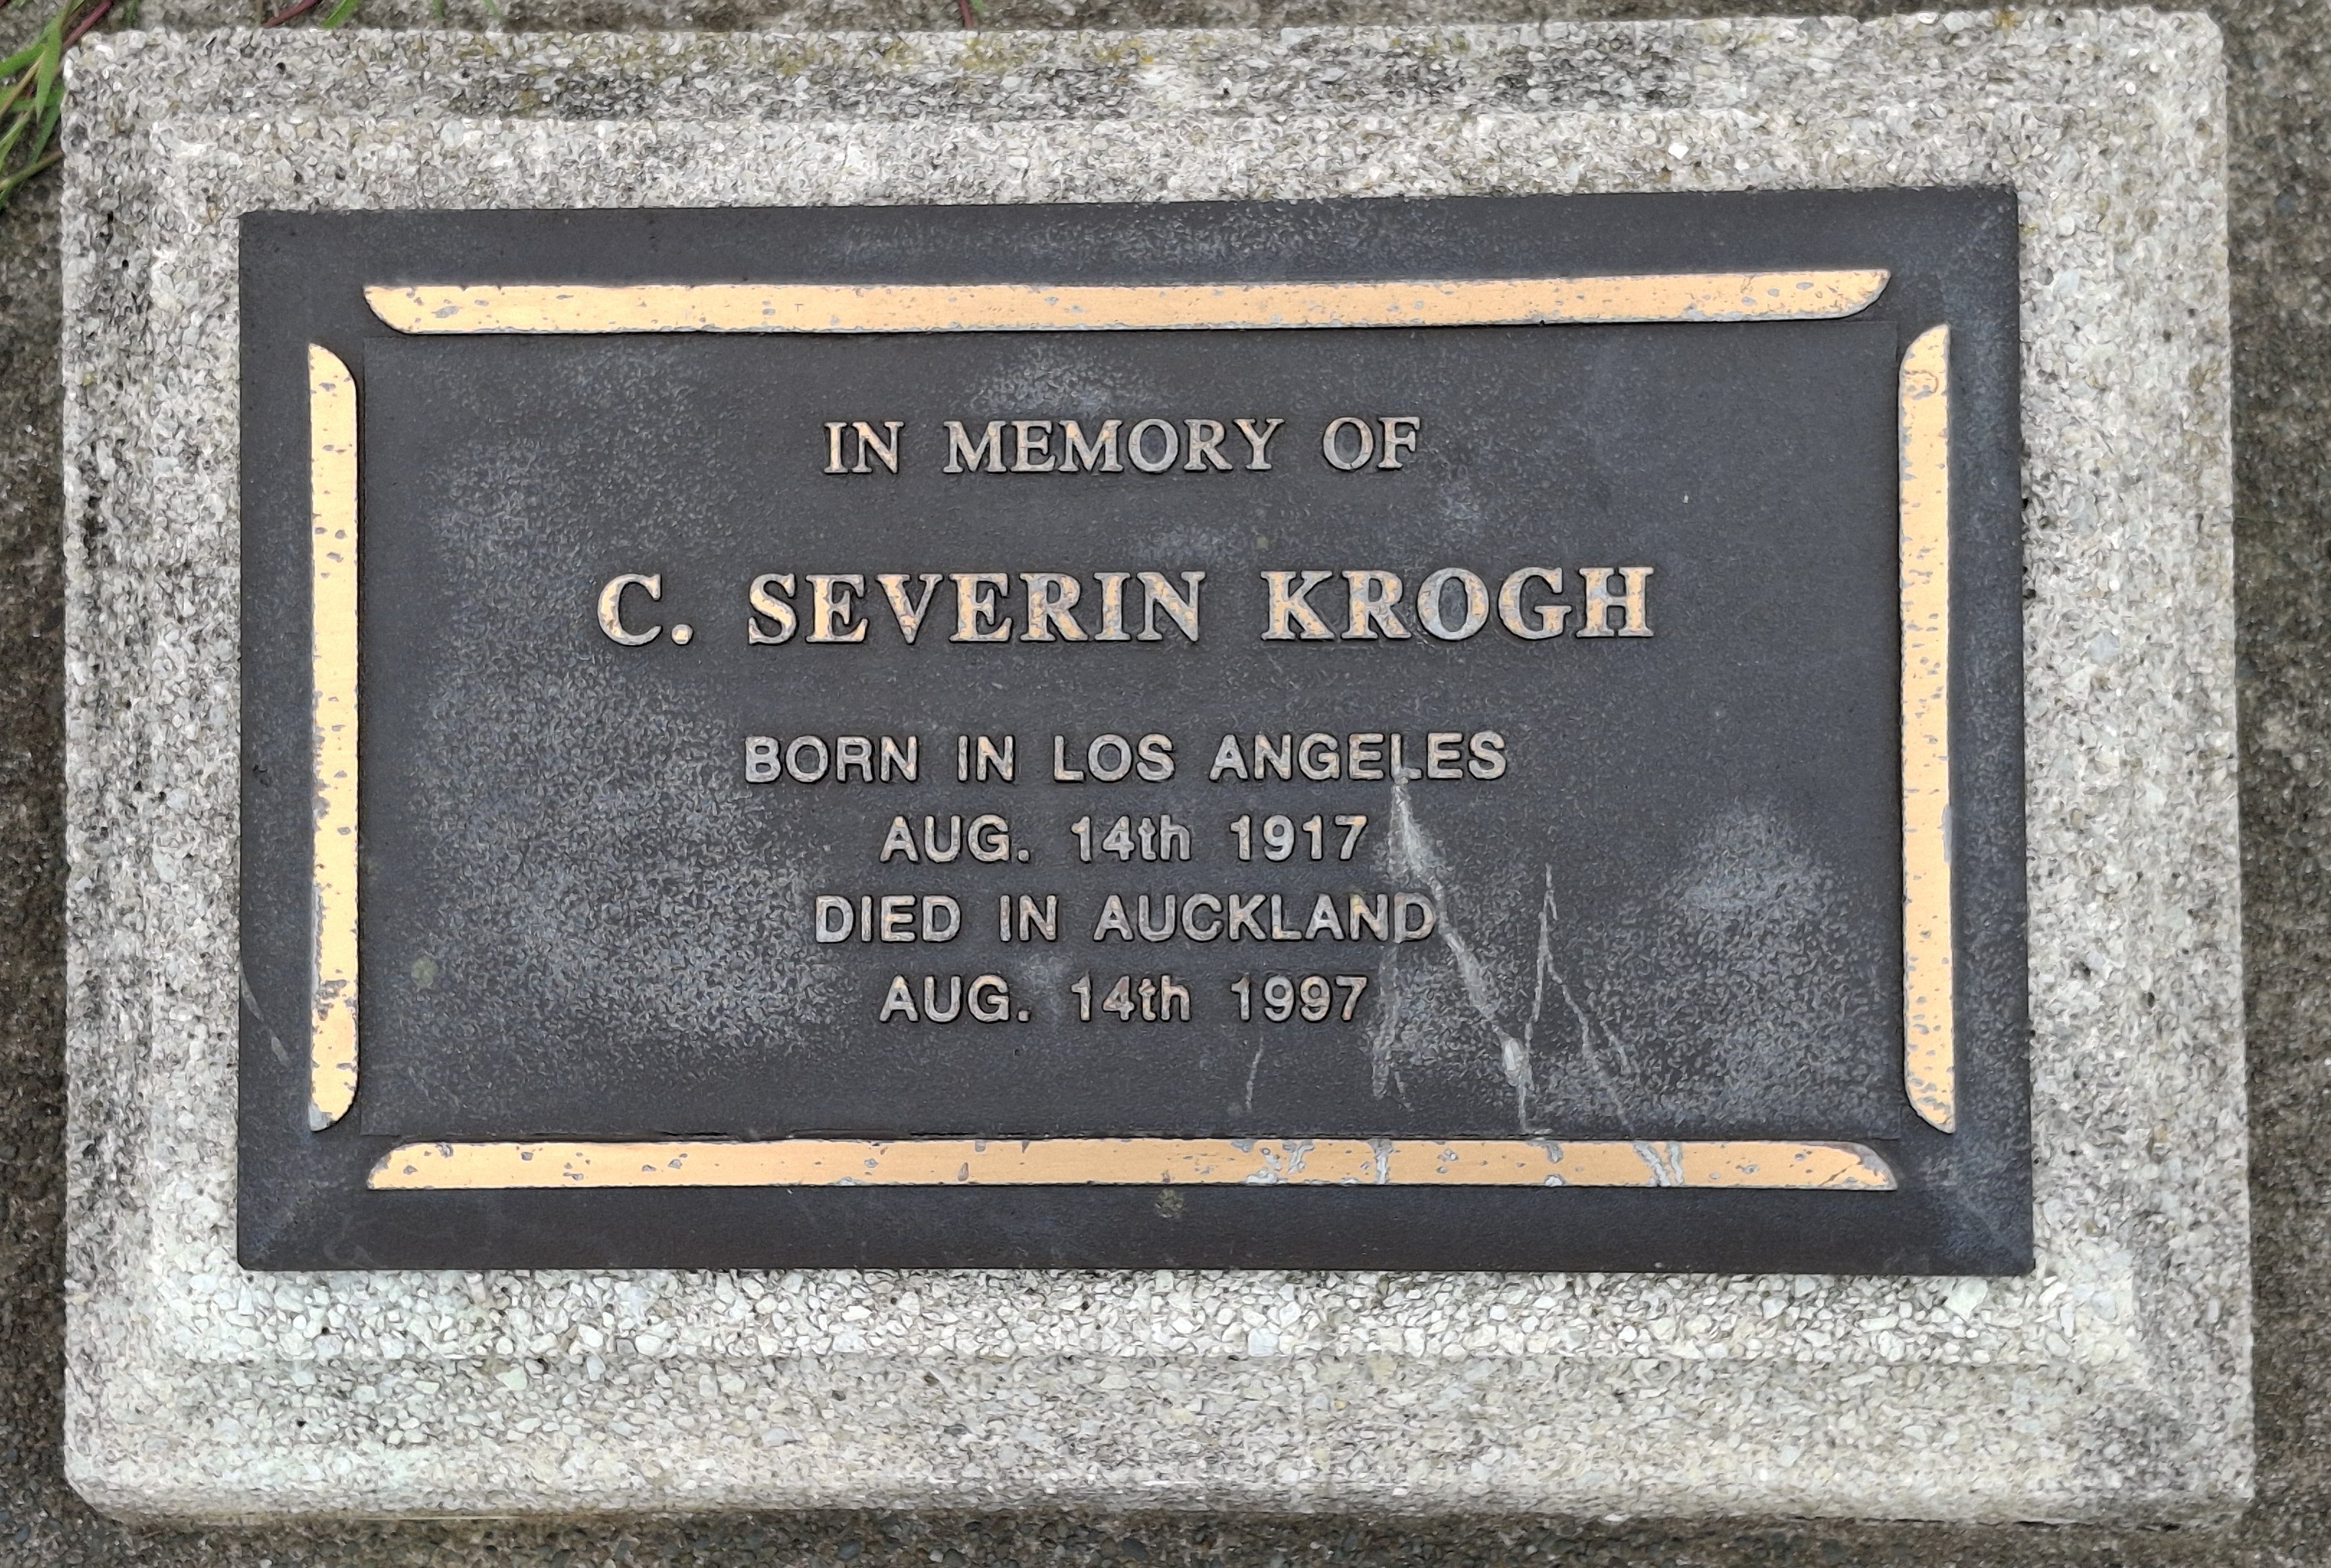 IN MEMORY OF
C. SEVERIN KROGH
BORN IN LOS ANGELES
AUG. 14th 1917
DIED IN AUCKLAND
AUG. 14th 1997